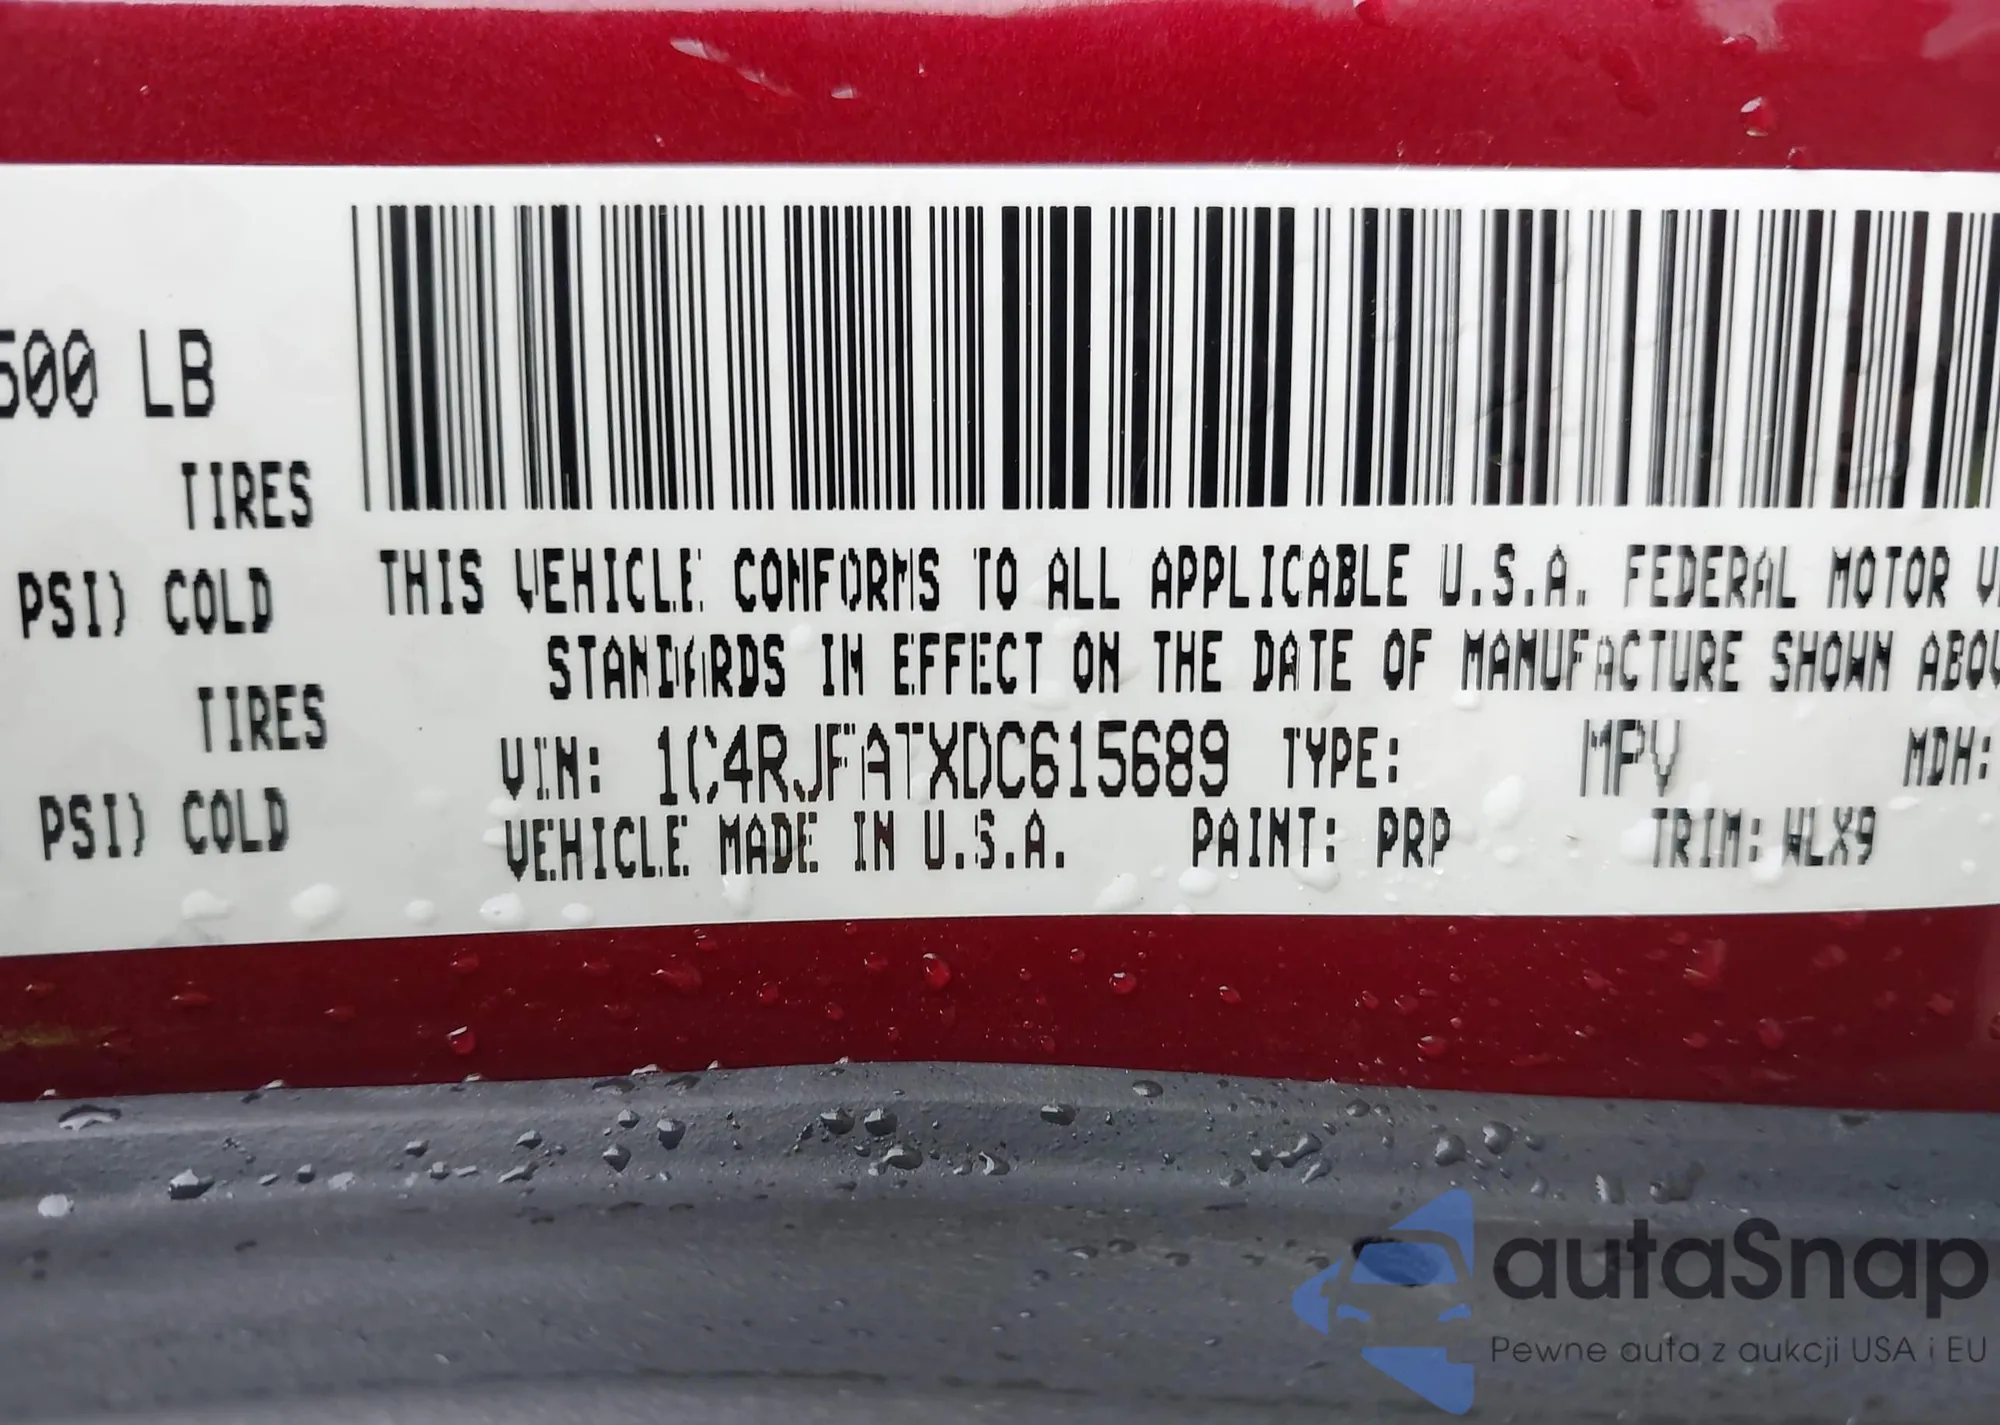 500 LB
TIRES
PSI) COLD
TIRES
PSI) COLD
THIS VEHICLE CONFORMS TO ALL APPLICABLE U.S.A. FEDERAL MOTOR
STANDARDS IN EFFECT ON THE DATE OF MANUFACTURE SHOWN ABOV
VIN: 1C4RJFATXDC615689 TYPE: MPV MDH:
VEHICLE MADE IN U.S.A. PAINT: PRP TRIM: WLX9
autaSnap
Pewne auta z aukcji USA i EU